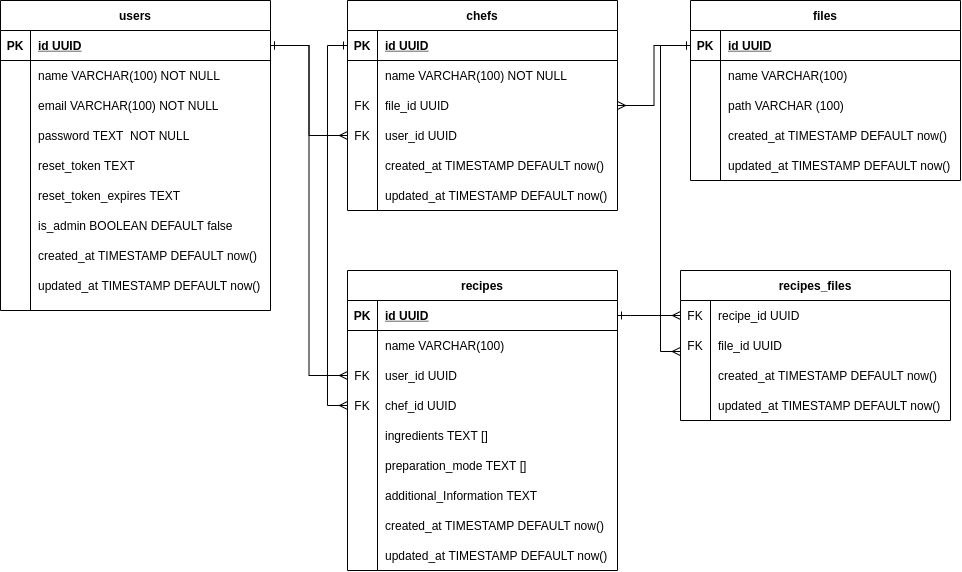 users
PK id UUID
name VARCHAR(100) NOT NULL
email VARCHAR(100) NOT NULL
password TEXT  NOT NULL
reset_token TEXT
reset_token_expires TEXT
is_admin BOOLEAN DEFAULT false
created_at TIMESTAMP DEFAULT now()
updated_at TIMESTAMP DEFAULT now()
chefs
PK id UUID
name VARCHAR(100) NOT NULL
FK file_id UUID
FK user_id UUID
created_at TIMESTAMP DEFAULT now()
updated_at TIMESTAMP DEFAULT now()
files
PK id UUID
name VARCHAR(100)
path VARCHAR (100)
created_at TIMESTAMP DEFAULT now()
updated_at TIMESTAMP DEFAULT now()
recipes
PK id UUID
name VARCHAR(100)
FK user_id UUID
FK chef_id UUID
ingredients TEXT []
preparation_mode TEXT []
additional_Information TEXT
created_at TIMESTAMP DEFAULT now()
updated_at TIMESTAMP DEFAULT now()
recipes_files
FK recipe_id UUID
FK file_id UUID
created_at TIMESTAMP DEFAULT now()
updated_at TIMESTAMP DEFAULT now()